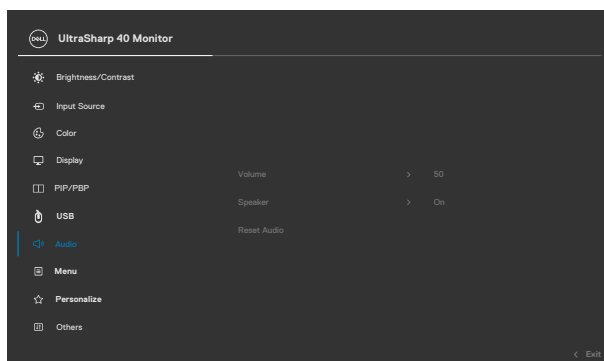 DELL UltraSharp 40 Monitor
Brightness/Contrast
Input Source
Color
Display
Volume > 50
PIP/PBP
Speaker > On
USB
Reset Audio
Audio
Menu
Personalize
Others
< Exit